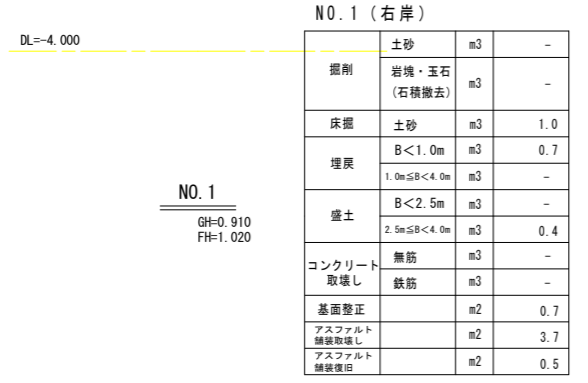 NO.1(右岸)
DL=-4.000
掘削 土砂 m3 -
岩塊・玉石
(石積撤去) m3 -
床掘 土砂 m3 1.0
埋戻 B<1.0m m3 0.7
1.0m≦B<4.0m m3 -
盛土 B<2.5m m3 -
2.5m≦B<4.0m m3 0.4
コンクリート
取壊し 無筋 m3 -
鉄筋 m3 -
基面整正 m2 0.7
アスファルト
舗装取壊し m2 3.7
アスファルト
舗装復旧 m2 0.5
NO.1
GH=0.910
FH=1.020